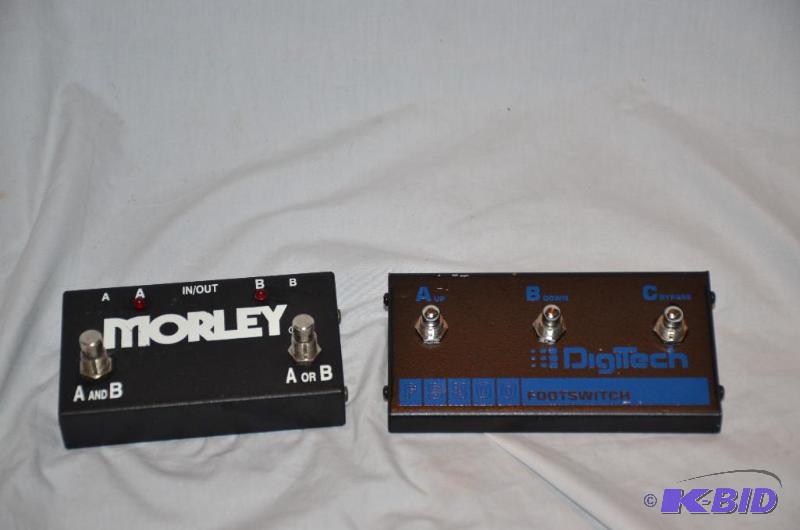 A A IN/OUT B B
MORLEY
A AND B
A OR B
A UP
B DOWN
C BYPASS
DigiTech
FOOTSWITCH
© K-BID